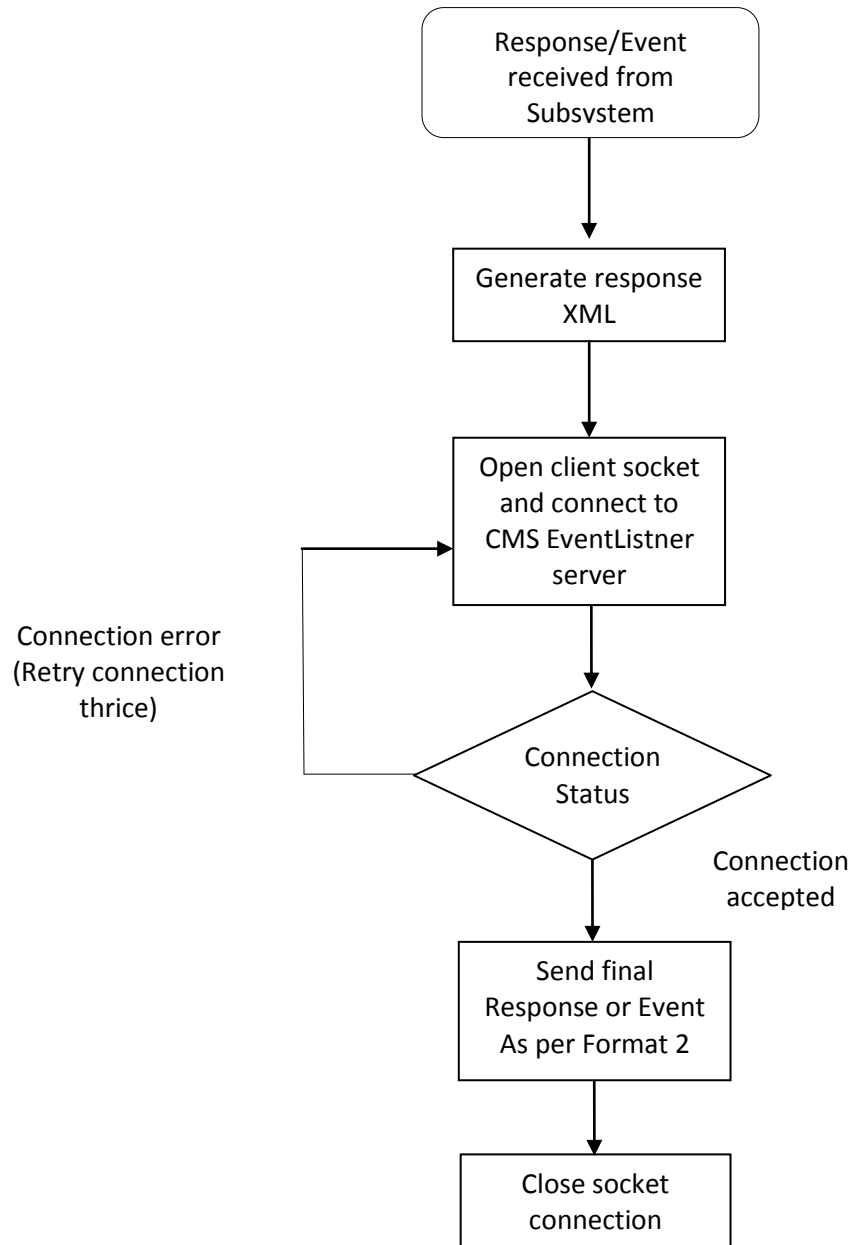 Response/Event
received from
Subsystem
Generate response
XML
Open client socket
and connect to
CMS EventListner
server
Connection error
(Retry connection
thrice)
Connection
Status
Connection
accepted
Send final
Response or Event
As per Format 2
Close socket
connection